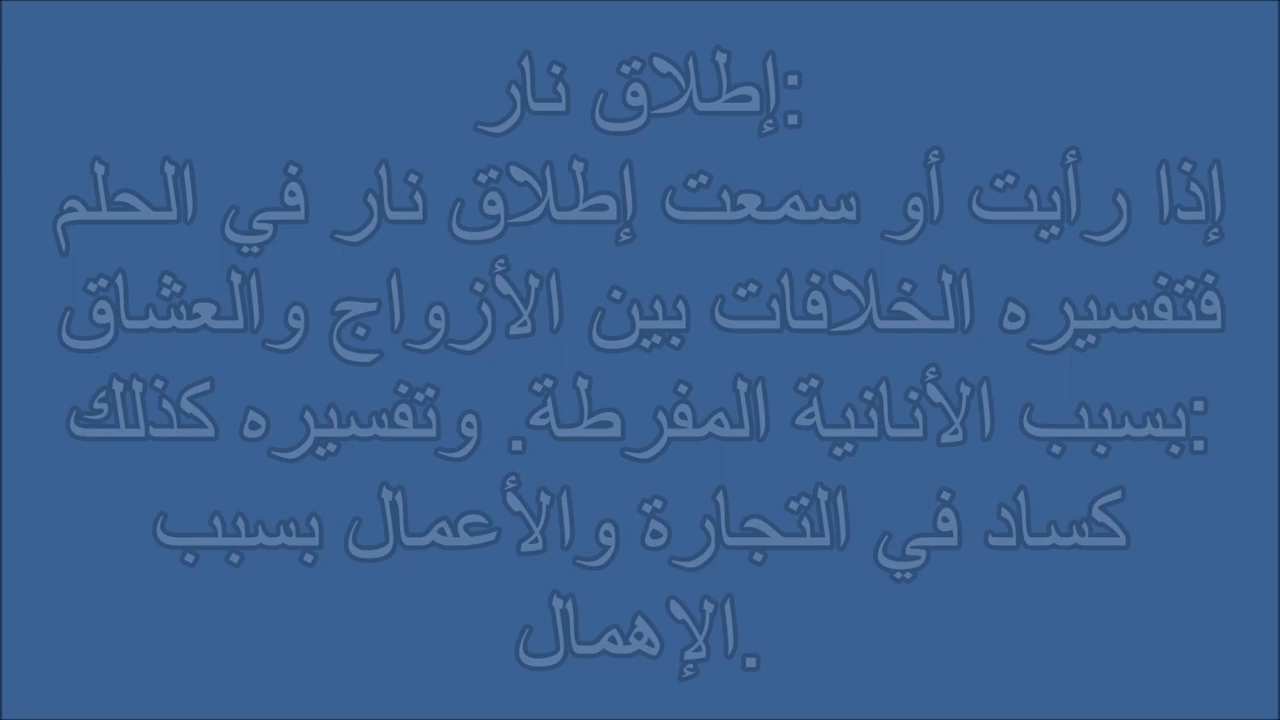 إطلاق نار:
إذا رأيت أو سمعت إطلاق نار في الحلم
فتفسيره الخلافات بين الأزواج والعشاق
:بسبب الأنانية المفرطة. وتفسيره كذلك
كساد في التجارة والأعمال بسبب
.الإهمال